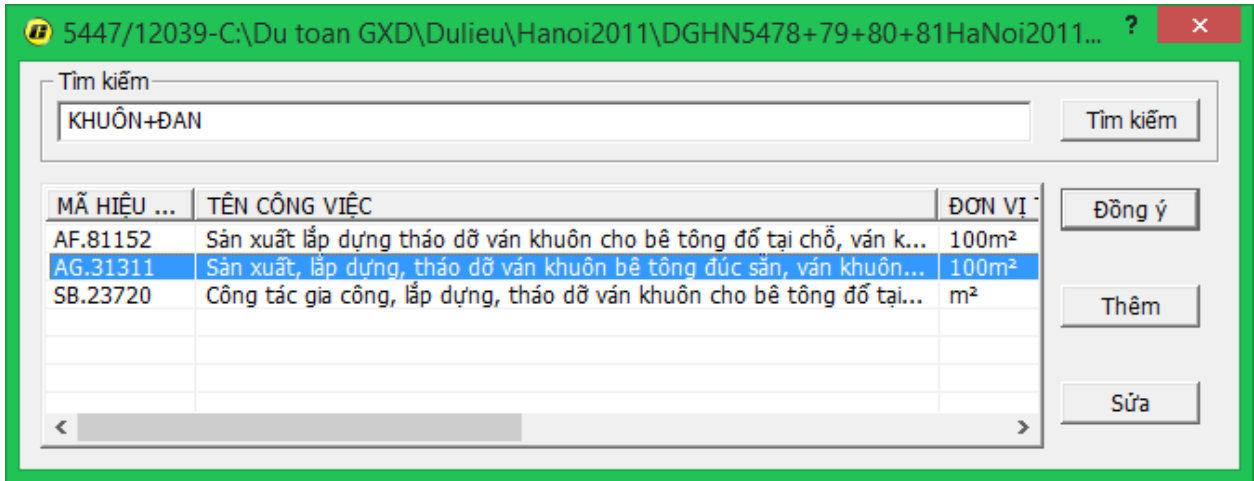 5447/12039-C:\Du toan GXD\Dulieu\Hanoi2011\DGHN5478+79+80+81HaNoi2011... ?
Tìm kiếm
KHUÔN+ĐAN Tìm kiếm
MÃ HIỆU ... TÊN CÔNG VIỆC ĐƠN VỊ Đồng ý
AF.81152 Sản xuất lắp dựng tháo dỡ ván khuôn cho bê tông đổ tại chỗ, ván k... 100m²
AG.31311 Sản xuất, lắp dựng, tháo dỡ ván khuôn bê tông đúc sẵn, ván khuôn... 100m²
SB.23720 Công tác gia công, lắp dựng, tháo dỡ ván khuôn cho bê tông đổ tại... m²
Thêm
Sửa